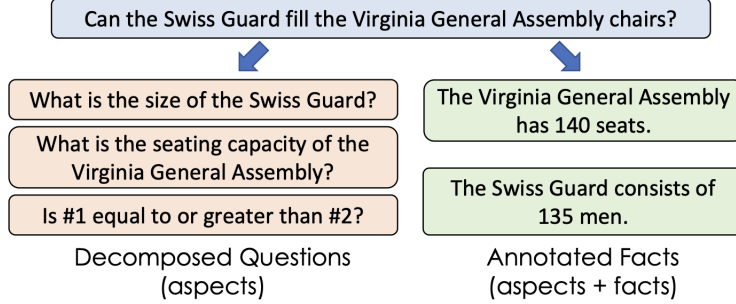 Can the Swiss Guard fill the Virginia General Assembly chairs?
What is the size of the Swiss Guard?
What is the seating capacity of the
Virginia General Assembly?
Is #1 equal to or greater than #2?
Decomposed Questions
(aspects)
The Virginia General Assembly
has 140 seats.
The Swiss Guard consists of
135 men.
Annotated Facts
(aspects + facts)